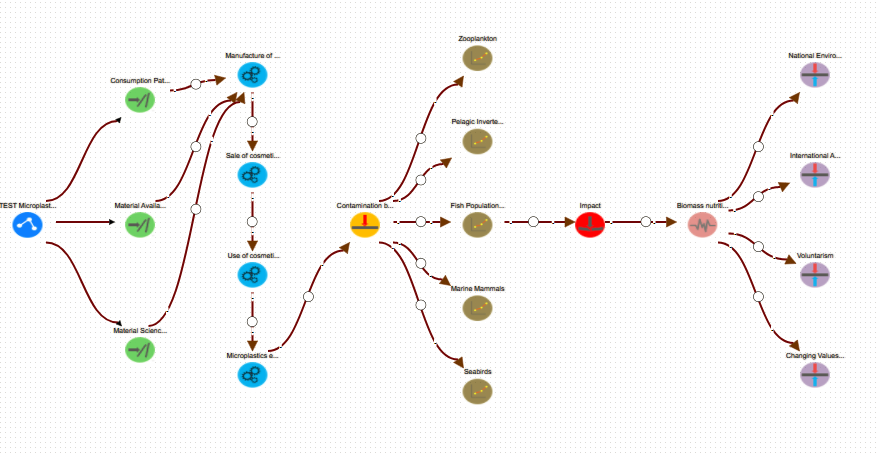 Zooplankton
Manufacture of ...
National Enviro...
Consumption Pat...
Pelagic Inverte...
Sale of cosmeti...
International A...
TEST Microplast...
Material Availa...
Contamination b...
Fish Population...
Impact
Biomass nutriti...
Use of cosmeti...
Voluntarism
Marine Mammals
Material Scienc...
Microplastics e...
Changing Values...
Seabirds